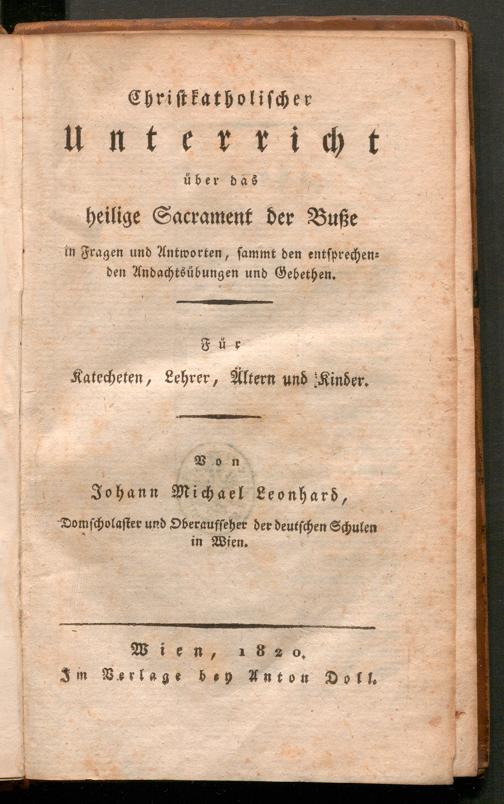 Christkatholischer
Unterricht
über das
heilige Sacrament der Buße
in Fragen und Antworten, sammt den entsprechen=
den Andachtsübungen und Gebethen.
Für
Katecheten, Lehrer, Ältern und Kinder.
Von
Johann Michael Leonhard,
Domscholaster und Oberaufseher der deutschen Schulen
in Wien.
Wien, 1820.
Im Verlage bey Anton Doll.